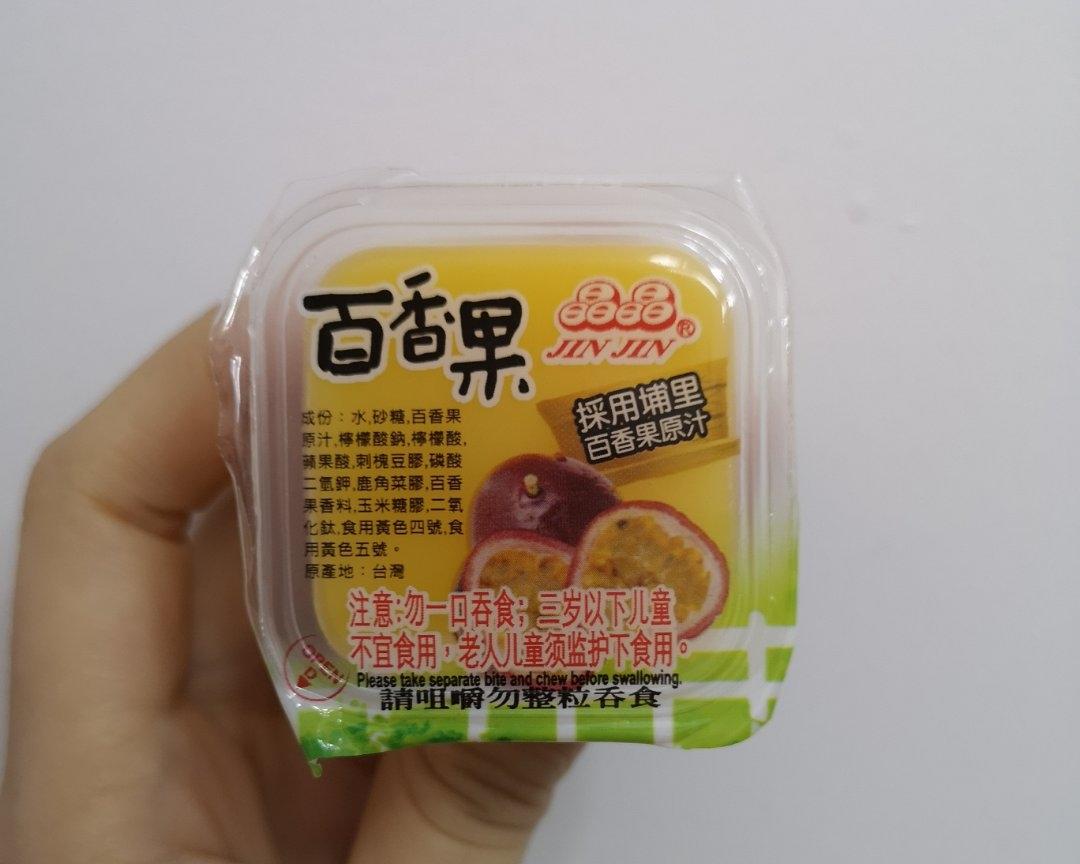 百香果
晶晶®
JIN JIN
採用埔里
百香果原汁
成份：水,砂糖,百香果
原汁,檸檬酸鈉,檸檬酸,
蘋果酸,刺槐豆膠,磷酸
二氫鉀,鹿角菜膠,百香
果香料,玉米糖膠,二氧
化鈦,食用黃色四號,食
用黃色五號。
原產地：台灣
注意:勿一口吞食；三岁以下儿童
不宜食用，老人儿童须监护下食用。
OPEN
Please take separate bite and chew before swallowing.
請咀嚼勿整粒吞食